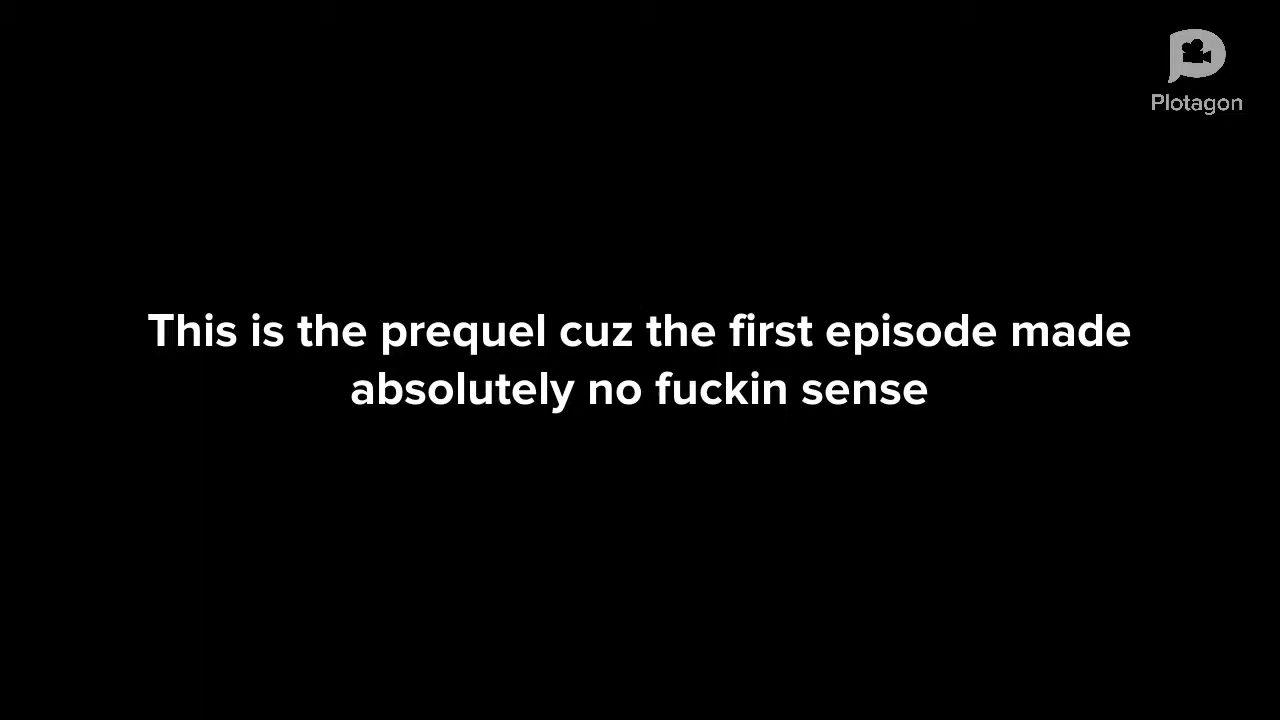 Plotagon
This is the prequel cuz the first episode made
absolutely no fuckin sense